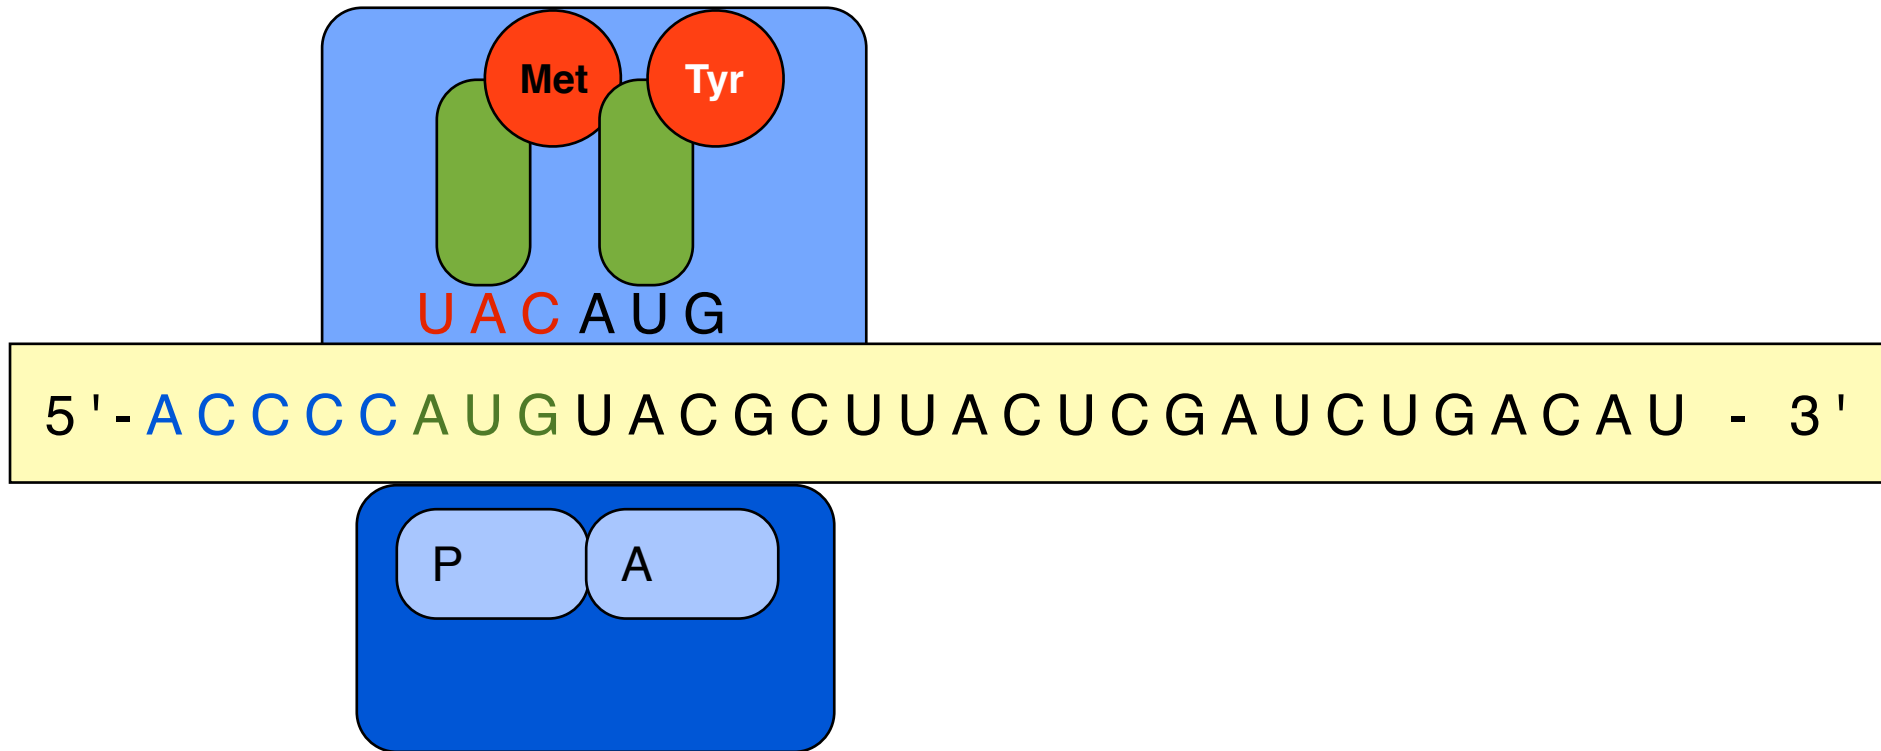 Met Tyr
UACAUG
5'-ACCCCAUGUACGCUUACUCGAUCUGACAU - 3'
P A